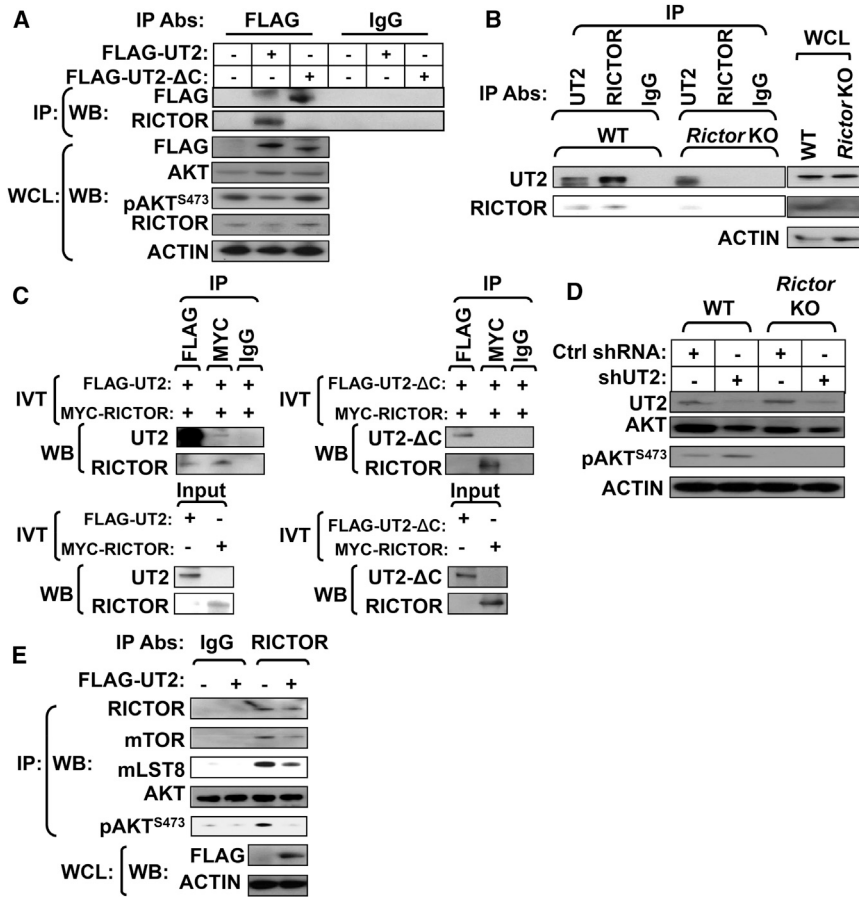 A
IP Abs: FLAG IgG
FLAG-UT2: - + - - + -
FLAG-UT2-ΔC: - - + - - +
IP: WB: FLAG
RICTOR
WCL: WB: FLAG
AKT
pAKTS473
RICTOR
ACTIN
B
IP
WCL
IP Abs: UT2 RICTOR IgG UT2 RICTOR IgG
WT Rictor KO WT Rictor KO
UT2
RICTOR
ACTIN
C
IP
FLAG MYC IgG
IVT FLAG-UT2: + + +
MYC-RICTOR: + + +
WB UT2
RICTOR
Input
IVT FLAG-UT2: + -
MYC-RICTOR: - +
WB UT2
RICTOR
IP
FLAG MYC IgG
IVT FLAG-UT2-ΔC: + + +
MYC-RICTOR: + + +
WB UT2-ΔC
RICTOR
Input
IVT FLAG-UT2-ΔC: + -
MYC-RICTOR: - +
WB UT2-ΔC
RICTOR
D
WT Rictor KO
Ctrl shRNA: + - + -
shUT2: - + - +
UT2
AKT
pAKTS473
ACTIN
E
IP Abs: IgG RICTOR
FLAG-UT2: - + - +
IP: WB: RICTOR
mTOR
mLST8
AKT
pAKTS473
WCL: WB: FLAG
ACTIN